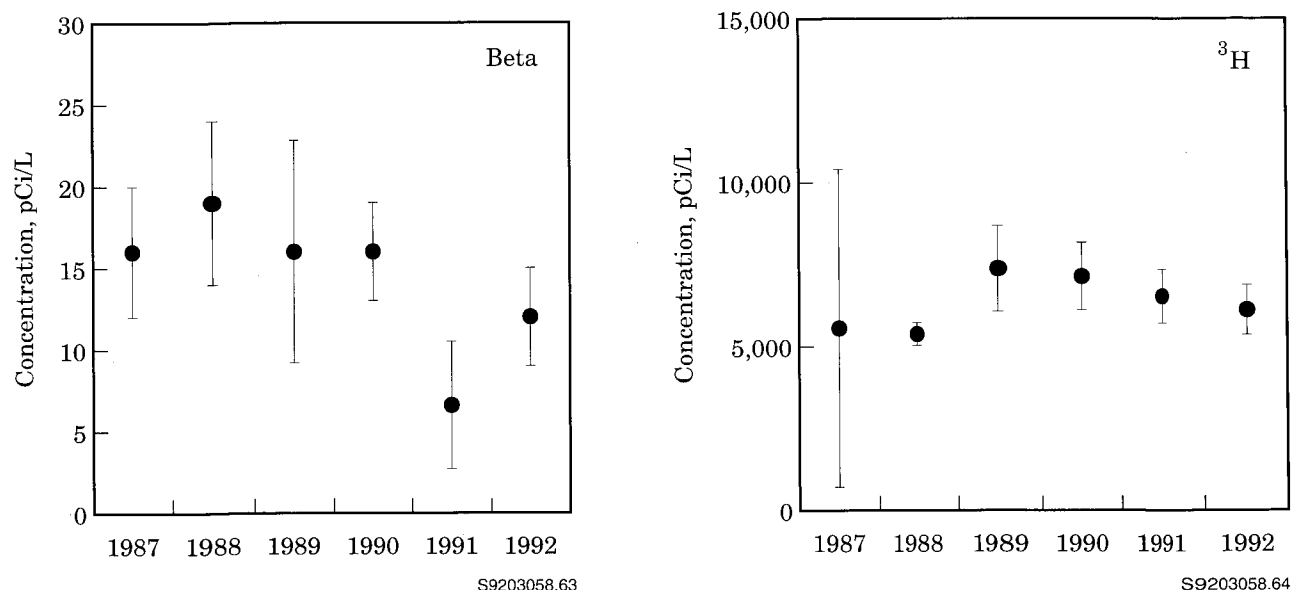 Beta
Concentration, pCi/L
30
25
20
15
10
5
0
1987 1988 1989 1990 1991 1992
S9203058.63
³H
Concentration, pCi/L
15,000
10,000
5,000
0
1987 1988 1989 1990 1991 1992
S9203058.64